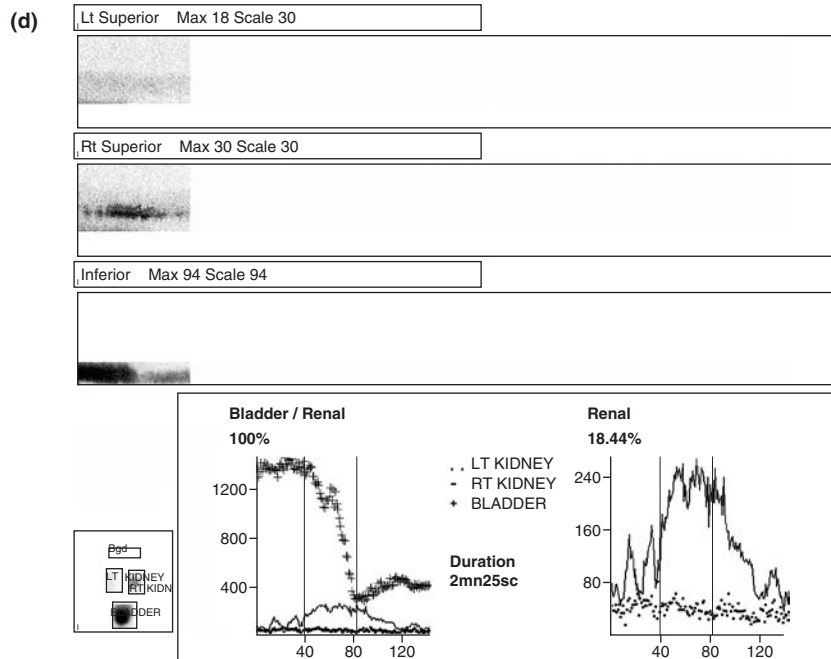 (d)
Lt Superior Max 18 Scale 30
Rt Superior Max 30 Scale 30
Inferior Max 94 Scale 94
Bladder / Renal
100%
1200
800
400
40 80 120
LT KIDNEY
RT KIDNEY
BLADDER
Duration
2mn25sc
Renal
18.44%
240
160
80
40 80 120
Bgd
LT KIDNEY
RT KIDN
BLADDER